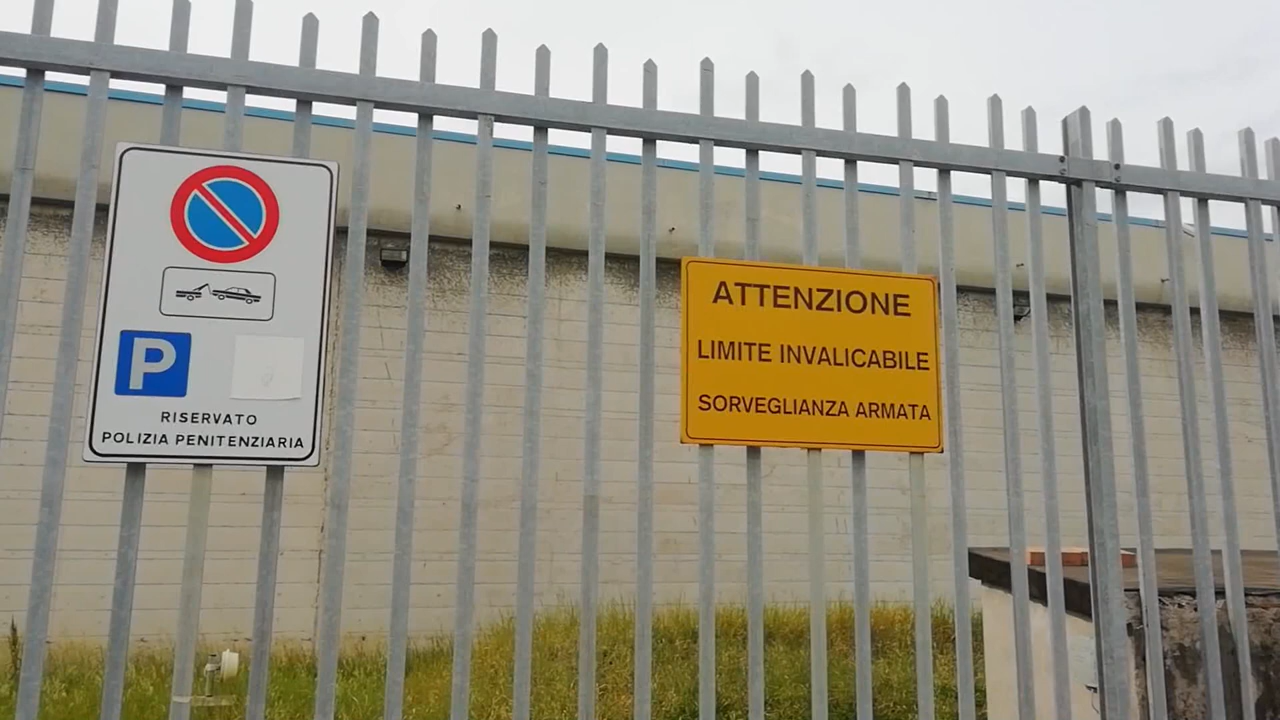 P
RISERVATO
POLIZIA PENITENZIARIA
ATTENZIONE
LIMITE INVALICABILE
SORVEGLIANZA ARMATA